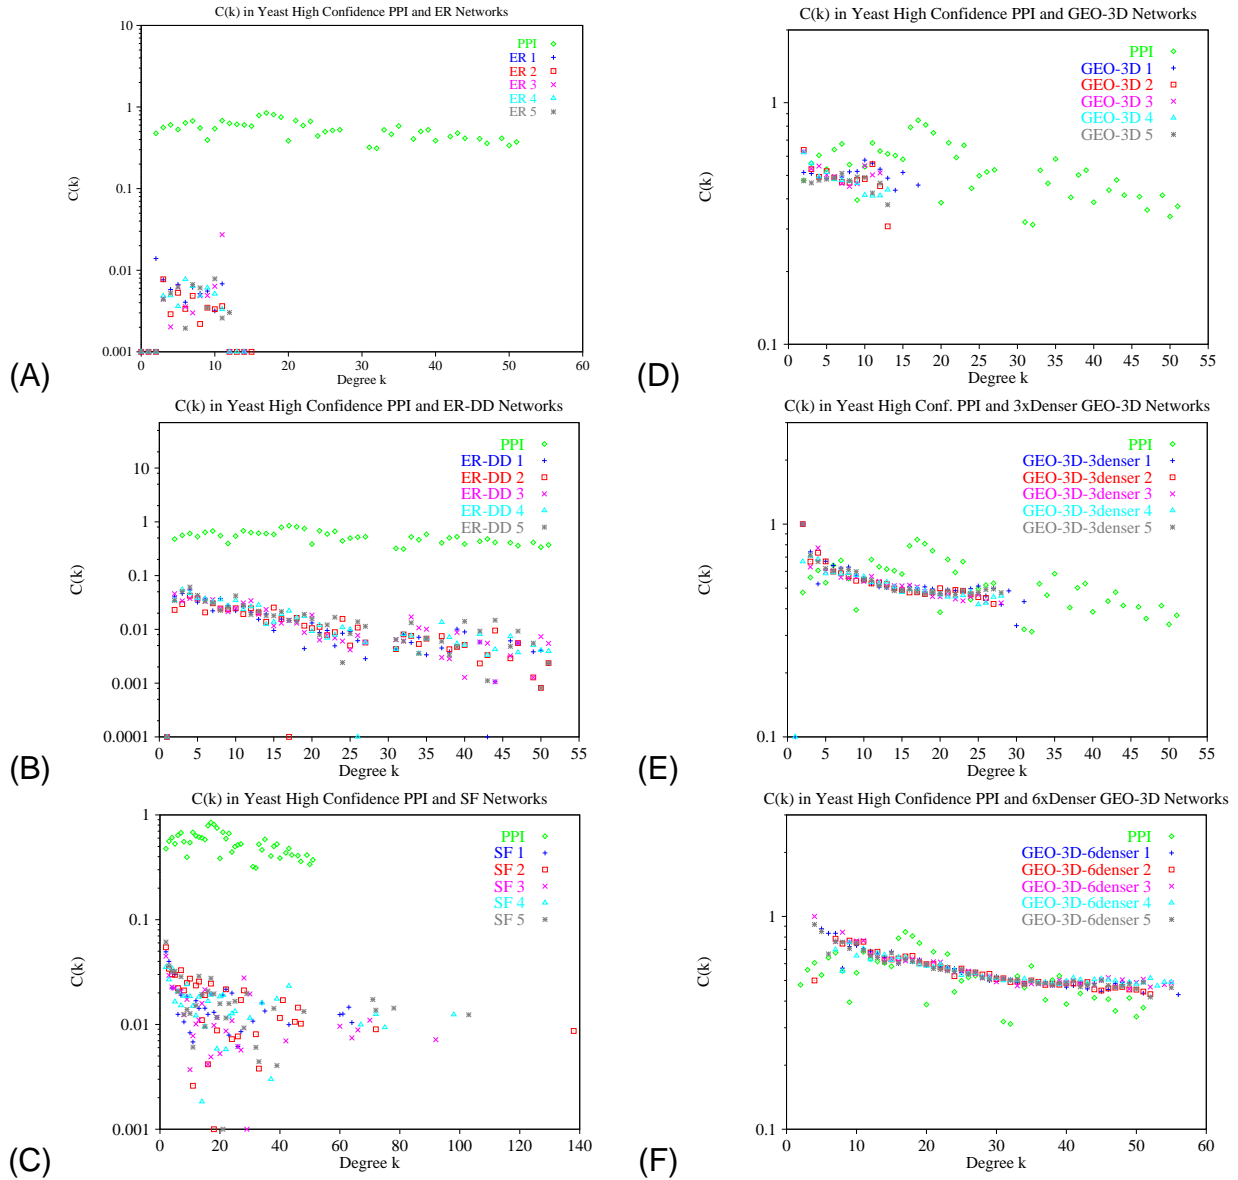 C(k) in Yeast High Confidence PPI and ER Networks
10
1
0.1
0.01
0.001
C(k)
PPI
ER 1
ER 2
ER 3
ER 4
ER 5
0 10 20 30 40 50 60
Degree k
(A)
C(k) in Yeast High Confidence PPI and GEO-3D Networks
1
0.1
C(k)
PPI
GEO-3D 1
GEO-3D 2
GEO-3D 3
GEO-3D 4
GEO-3D 5
0 5 10 15 20 25 30 35 40 45 50 55
Degree k
(D)
C(k) in Yeast High Confidence PPI and ER-DD Networks
10
1
0.1
0.01
0.001
0.0001
C(k)
PPI
ER-DD 1
ER-DD 2
ER-DD 3
ER-DD 4
ER-DD 5
0 5 10 15 20 25 30 35 40 45 50 55
Degree k
(B)
C(k) in Yeast High Conf. PPI and 3xDenser GEO-3D Networks
1
0.1
C(k)
PPI
GEO-3D-3denser 1
GEO-3D-3denser 2
GEO-3D-3denser 3
GEO-3D-3denser 4
GEO-3D-3denser 5
0 5 10 15 20 25 30 35 40 45 50 55
Degree k
(E)
C(k) in Yeast High Confidence PPI and SF Networks
1
0.1
0.01
0.001
C(k)
PPI
SF 1
SF 2
SF 3
SF 4
SF 5
0 20 40 60 80 100 120 140
Degree k
(C)
C(k) in Yeast High Confidence PPI and 6xDenser GEO-3D Networks
1
0.1
C(k)
PPI
GEO-3D-6denser 1
GEO-3D-6denser 2
GEO-3D-6denser 3
GEO-3D-6denser 4
GEO-3D-6denser 5
0 10 20 30 40 50 60
Degree k
(F)